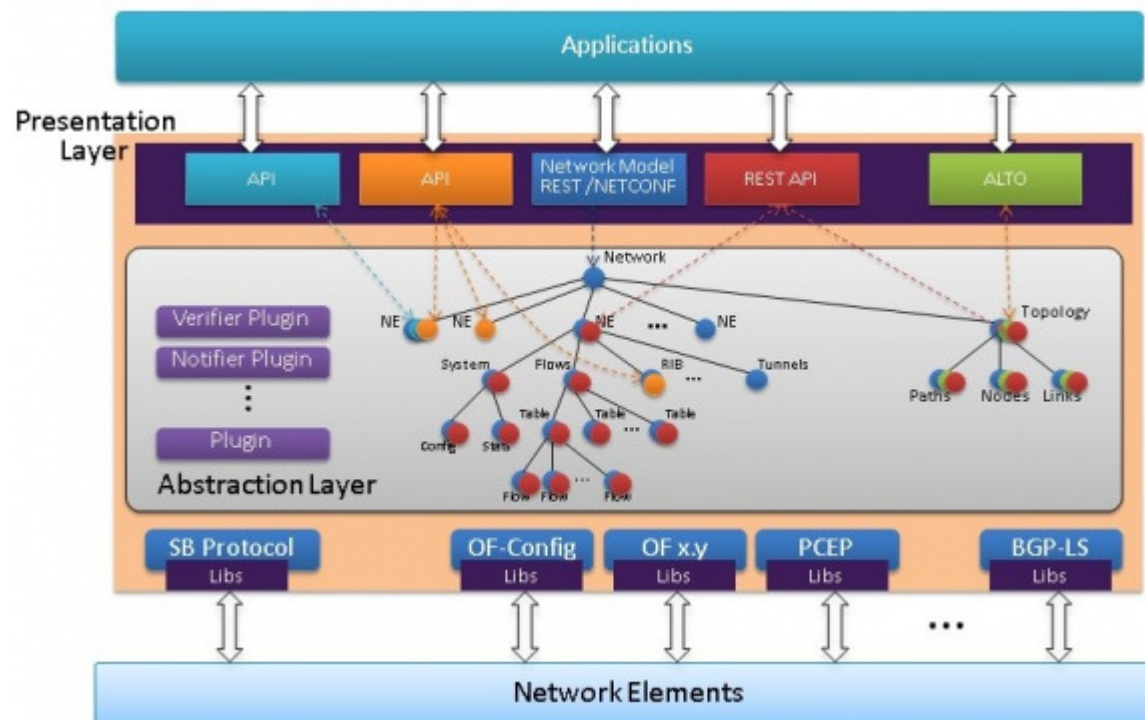 Applications
Presentation
Layer
API
API
Network Model
REST /NETCONF
REST API
ALTO
Network
Verifier Plugin
NE
NE
NE
...
NE
Topology
Notifier Plugin
System
Flows
RIB
...
Tunnels
Paths
Nodes
Links
Plugin
Config
Stats
Table
Table
...
Table
Abstraction Layer
Flow
Flow
...
Flow
SB Protocol
Libs
OF-Config
Libs
OF x.y
Libs
PCEP
Libs
BGP-LS
Libs
...
Network Elements